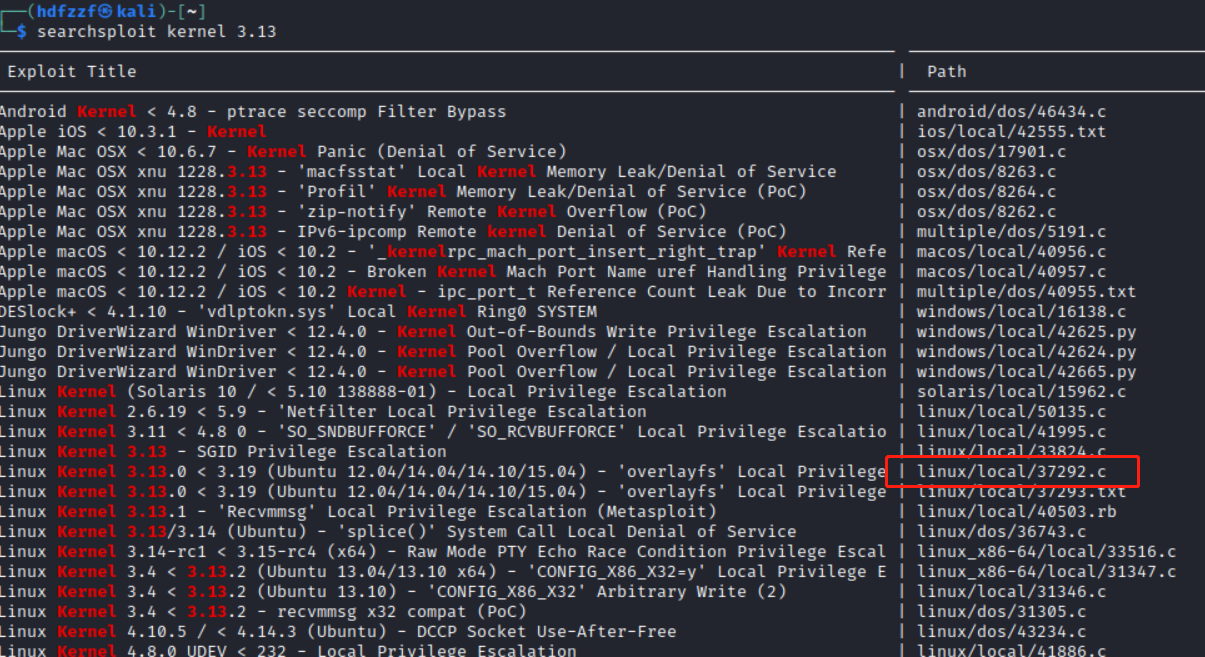 ┌──(hdfzzf㉿kali)-[~]
└─$ searchsploit kernel 3.13
Exploit Title | Path
Android Kernel < 4.8 - ptrace seccomp Filter Bypass | android/dos/46434.c
Apple iOS < 10.3.1 - Kernel | ios/local/42555.txt
Apple Mac OSX < 10.6.7 - Kernel Panic (Denial of Service) | osx/dos/17901.c
Apple Mac OSX xnu 1228.3.13 - 'macfsstat' Local Kernel Memory Leak/Denial of Service | osx/dos/8263.c
Apple Mac OSX xnu 1228.3.13 - 'Profil' Kernel Memory Leak/Denial of Service (PoC) | osx/dos/8264.c
Apple Mac OSX xnu 1228.3.13 - 'zip-notify' Remote Kernel Overflow (PoC) | osx/dos/8262.c
Apple Mac OSX xnu 1228.3.13 - IPv6-ipcomp Remote kernel Denial of Service (PoC) | multiple/dos/5191.c
Apple macOS < 10.12.2 / iOS < 10.2 - '_kernelrpc_mach_port_insert_right_trap' Kernel Refe | macos/local/40956.c
Apple macOS < 10.12.2 / iOS < 10.2 - Broken Kernel Mach Port Name uref Handling Privilege | macos/local/40957.c
Apple macOS < 10.12.2 / iOS < 10.2 Kernel - ipc_port_t Reference Count Leak Due to Incorr | multiple/dos/40955.txt
DESlock+ < 4.1.10 - 'vdlptokn.sys' Local Kernel Ring0 SYSTEM | windows/local/16138.c
Jungo DriverWizard WinDriver < 12.4.0 - Kernel Out-of-Bounds Write Privilege Escalation | windows/local/42625.py
Jungo DriverWizard WinDriver < 12.4.0 - Kernel Pool Overflow / Local Privilege Escalation | windows/local/42624.py
Jungo DriverWizard WinDriver < 12.4.0 - Kernel Pool Overflow / Local Privilege Escalation | windows/local/42665.py
Linux Kernel (Solaris 10 / < 5.10 138888-01) - Local Privilege Escalation | solaris/local/15962.c
Linux Kernel 2.6.19 < 5.9 - 'Netfilter Local Privilege Escalation | linux/local/50135.c
Linux Kernel 3.11 < 4.8 0 - 'SO_SNDBUFFORCE' / 'SO_RCVBUFFORCE' Local Privilege Escalatio | linux/local/41995.c
Linux Kernel 3.13 - SGID Privilege Escalation | linux/local/33824.c
Linux Kernel 3.13.0 < 3.19 (Ubuntu 12.04/14.04/14.10/15.04) - 'overlayfs' Local Privilege | linux/local/37292.c
Linux Kernel 3.13.0 < 3.19 (Ubuntu 12.04/14.04/14.10/15.04) - 'overlayfs' Local Privilege | linux/local/37293.txt
Linux Kernel 3.13.1 - 'Recvmmsg' Local Privilege Escalation (Metasploit) | linux/local/40503.rb
Linux Kernel 3.13/3.14 (Ubuntu) - 'splice()' System Call Local Denial of Service | linux/dos/36743.c
Linux Kernel 3.14-rc1 < 3.15-rc4 (x64) - Raw Mode PTY Echo Race Condition Privilege Escal | linux_x86-64/local/33516.c
Linux Kernel 3.4 < 3.13.2 (Ubuntu 13.04/13.10 x64) - 'CONFIG_X86_X32=y' Local Privilege E | linux_x86-64/local/31347.c
Linux Kernel 3.4 < 3.13.2 (Ubuntu 13.10) - 'CONFIG_X86_X32' Arbitrary Write (2) | linux/local/31346.c
Linux Kernel 3.4 < 3.13.2 - recvmmsg x32 compat (PoC) | linux/dos/31305.c
Linux Kernel 4.10.5 / < 4.14.3 (Ubuntu) - DCCP Socket Use-After-Free | linux/dos/43234.c
Linux Kernel 4.8.0 UDEV < 232 - Local Privilege Escalation | linux/local/41886.c